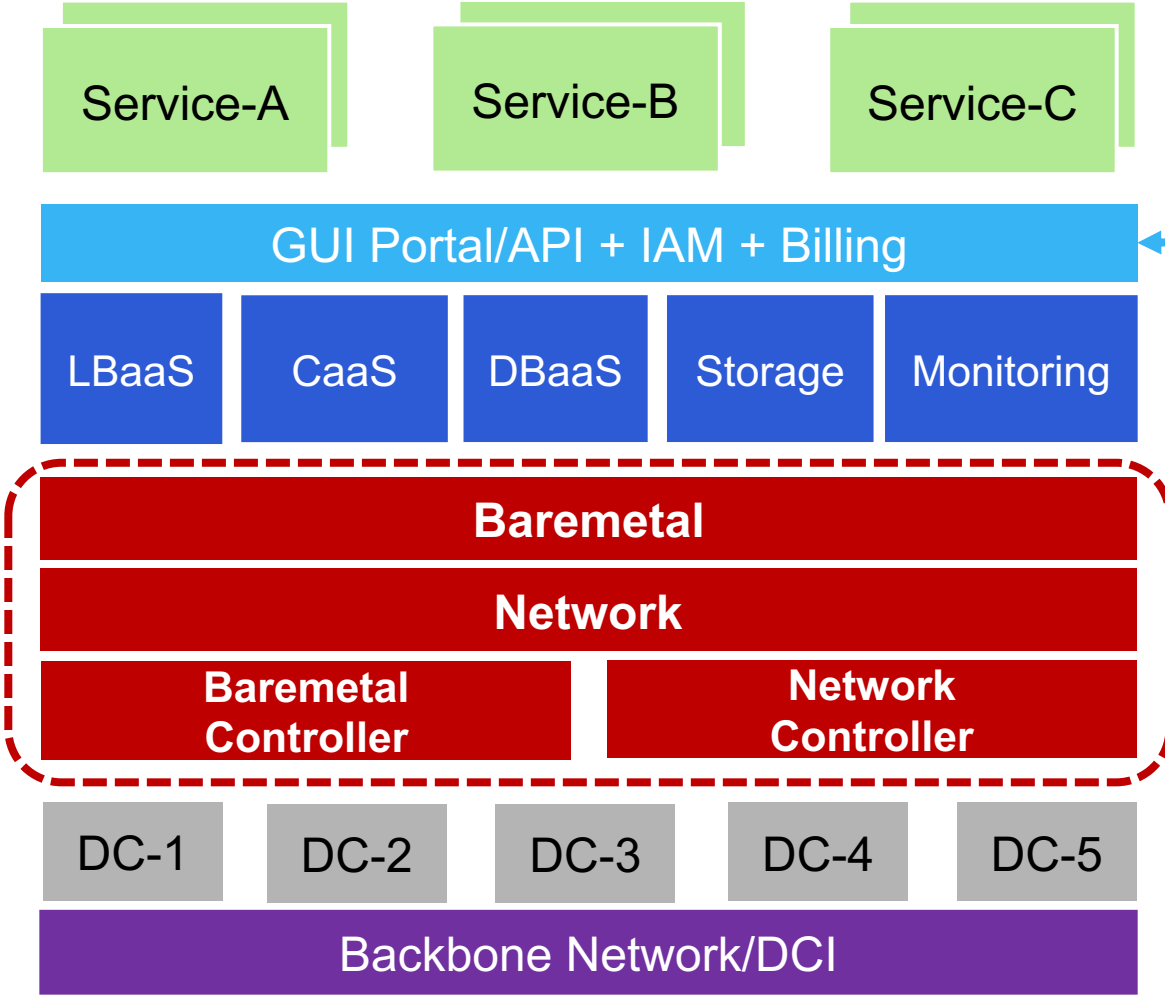 Service-A
Service-B
Service-C
GUI Portal/API + IAM + Billing
LBaaS
CaaS
DBaaS
Storage
Monitoring
Baremetal
Network
Baremetal
Controller
Network
Controller
DC-1
DC-2
DC-3
DC-4
DC-5
Backbone Network/DCI